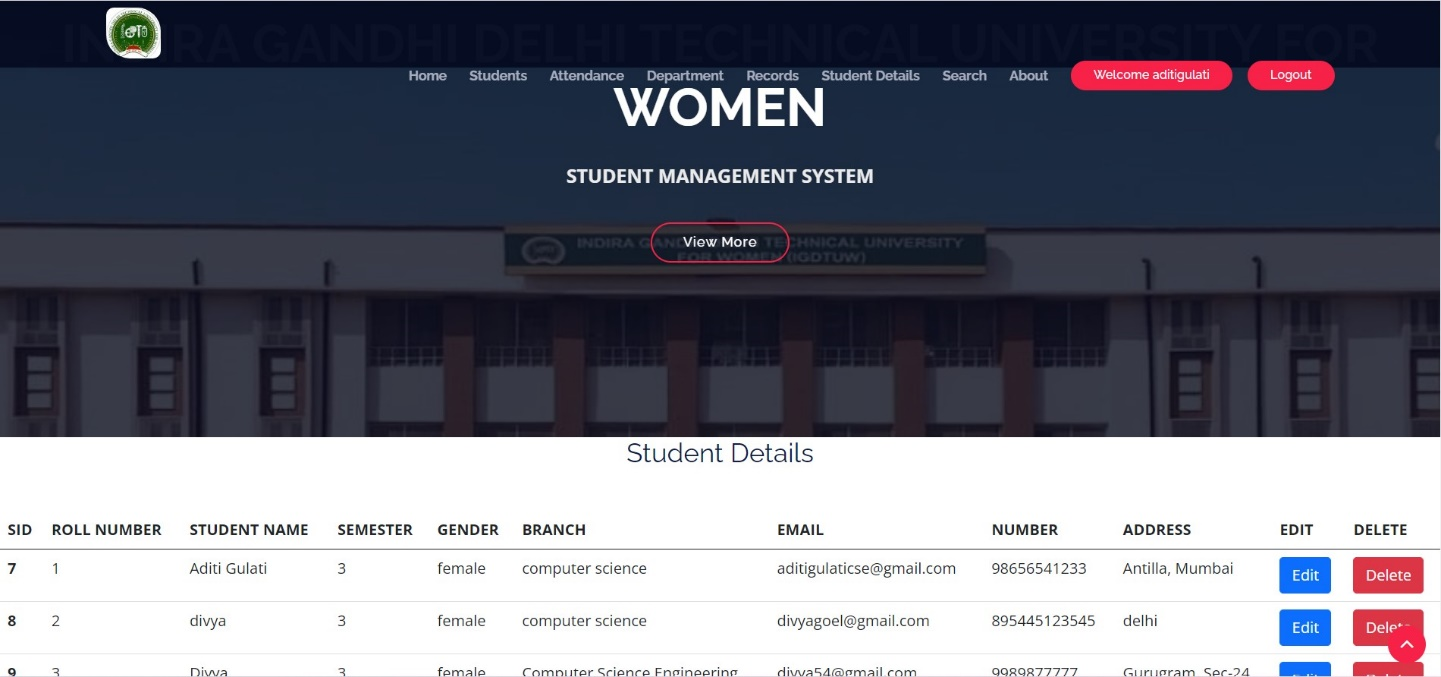 INDIRA GANDHI DELHI TECHNICAL UNIVERSITY FOR
Home Students Attendance Department Records Student Details Search About Welcome aditigulati Logout
WOMEN
STUDENT MANAGEMENT SYSTEM
View More
INDIRA TECHNICAL UNIVERSITY
FOR WOMEN (IGDTUW)
Student Details
SID ROLL NUMBER STUDENT NAME SEMESTER GENDER BRANCH EMAIL NUMBER ADDRESS EDIT DELETE
7 1 Aditi Gulati 3 female computer science aditigulaticse@gmail.com 98656541233 Antilla, Mumbai Edit Delete
8 2 divya 3 female computer science divyagoel@gmail.com 895445123545 delhi Edit Delete
9 3 Divya 3 female Computer Science Engineering divya54@gmail.com 9989877777 Gurugram, Sec-24 Edit Delete